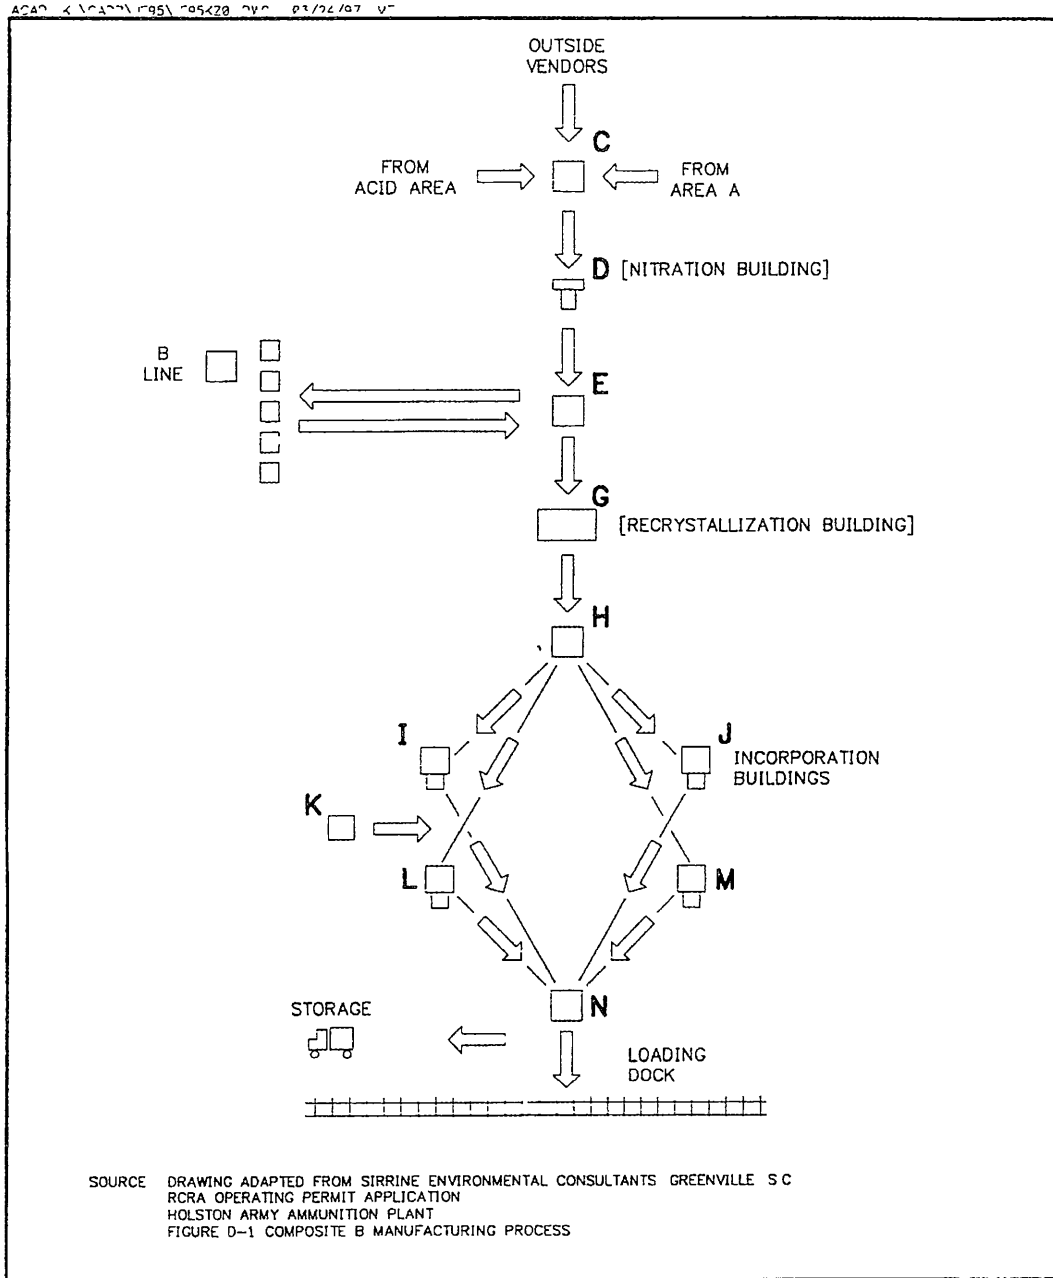 OUTSIDE
VENDORS
C
FROM
ACID AREA
FROM
AREA A
D [NITRATION BUILDING]
B
LINE
E
G
[RECRYSTALLIZATION BUILDING]
H
I
J
INCORPORATION
BUILDINGS
K
L
M
N
STORAGE
LOADING
DOCK
SOURCE DRAWING ADAPTED FROM SIRRINE ENVIRONMENTAL CONSULTANTS GREENVILLE S C
RCRA OPERATING PERMIT APPLICATION
HOLSTON ARMY AMMUNITION PLANT
FIGURE D-1 COMPOSITE B MANUFACTURING PROCESS